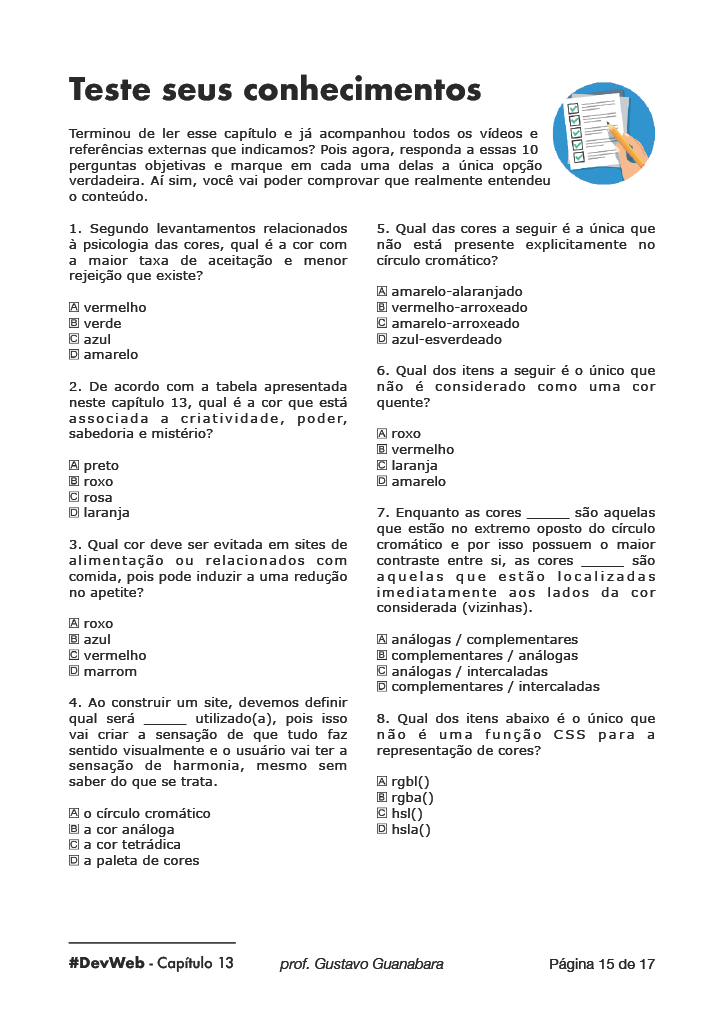 Teste seus conhecimentos
Terminou de ler esse capítulo e já acompanhou todos os vídeos e
referências externas que indicamos? Pois agora, responda a essas 10
perguntas objetivas e marque em cada uma delas a única opção
verdadeira. Aí sim, você vai poder comprovar que realmente entendeu
o conteúdo.
1. Segundo levantamentos relacionados
à psicologia das cores, qual é a cor com
a maior taxa de aceitação e menor
rejeição que existe?
A vermelho
B verde
C azul
D amarelo
2. De acordo com a tabela apresentada
neste capítulo 13, qual é a cor que está
associada a criatividade, poder,
sabedoria e mistério?
A preto
B roxo
C rosa
D laranja
3. Qual cor deve ser evitada em sites de
alimentação ou relacionados com
comida, pois pode induzir a uma redução
no apetite?
A roxo
B azul
C vermelho
D marrom
4. Ao construir um site, devemos definir
qual será _____ utilizado(a), pois isso
vai criar a sensação de que tudo faz
sentido visualmente e o usuário vai ter a
sensação de harmonia, mesmo sem
saber do que se trata.
A o círculo cromático
B a cor análoga
C a cor tetrádica
D a paleta de cores
5. Qual das cores a seguir é a única que
não está presente explicitamente no
círculo cromático?
A amarelo-alaranjado
B vermelho-arroxeado
C amarelo-arroxeado
D azul-esverdeado
6. Qual dos itens a seguir é o único que
não é considerado como uma cor
quente?
A roxo
B vermelho
C laranja
D amarelo
7. Enquanto as cores _____ são aquelas
que estão no extremo oposto do círculo
cromático e por isso possuem o maior
contraste entre si, as cores _____ são
aquelas que estão localizadas
imediatamente aos lados da cor
considerada (vizinhas).
A análogas / complementares
B complementares / análogas
C análogas / intercaladas
D complementares / intercaladas
8. Qual dos itens abaixo é o único que
não é uma função CSS para a
representação de cores?
A rgbl()
B rgba()
C hsl()
D hsla()
#DevWeb - Capítulo 13 prof. Gustavo Guanabara Página 15 de 17